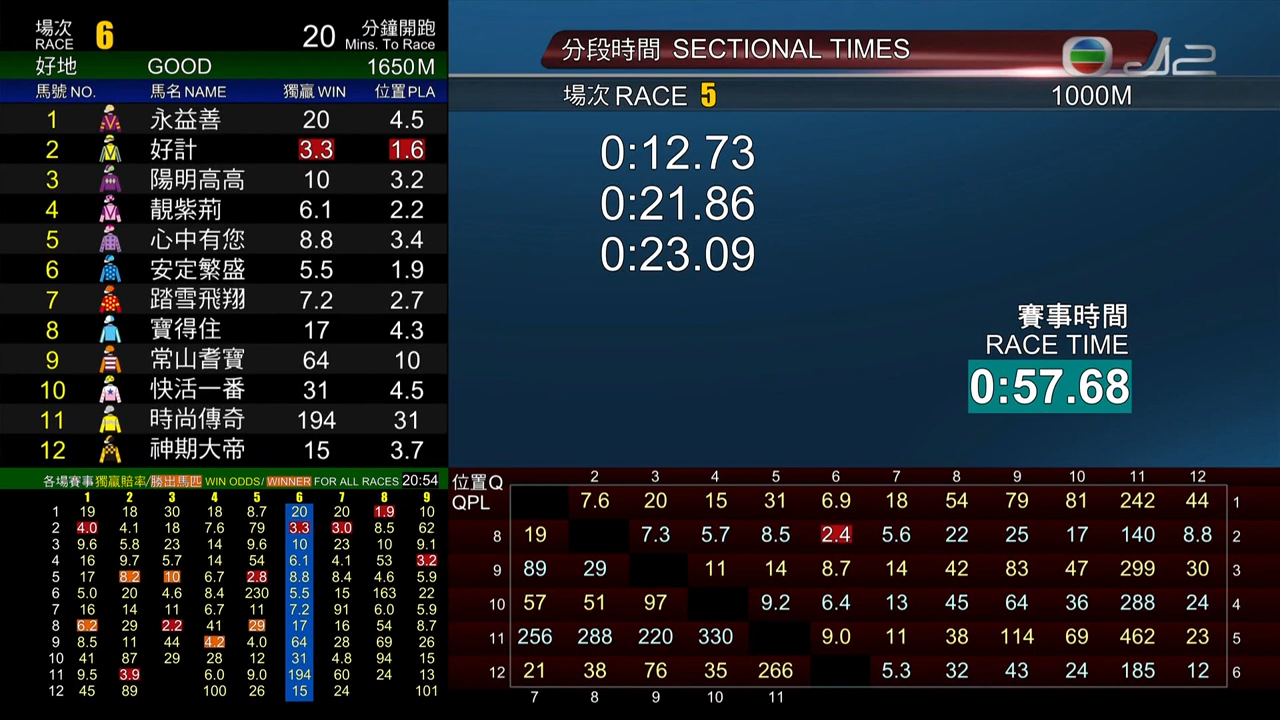 場次 RACE 6 20 分鐘開跑 Mins. To Race
好地 GOOD 1650M
馬號 NO. 馬名 NAME 獨贏 WIN 位置 PLA
1 永益善 20 4.5
2 好計 3.3 1.6
3 陽明高高 10 3.2
4 靚紫荊 6.1 2.2
5 心中有您 8.8 3.4
6 安定繁盛 5.5 1.9
7 踏雪飛翔 7.2 2.7
8 寶得住 17 4.3
9 常山耆寶 64 10
10 快活一番 31 4.5
11 時尚傳奇 194 31
12 神期大帝 15 3.7
各場賽事獨贏賠率/勝出馬匹 WIN ODDS/ WINNER FOR ALL RACES 20:54
1 2 3 4 5 6 7 8 9
1 19 18 30 18 8.7 20 20 1.9 10
2 4.0 4.1 18 7.6 79 3.3 3.0 8.5 62
3 9.6 5.8 23 14 9.6 10 23 10 9.1
4 16 9.7 5.7 14 54 6.1 4.1 53 3.2
5 17 8.2 10 6.7 2.8 8.8 8.4 4.6 5.9
6 5.0 20 4.6 8.4 230 5.5 15 163 22
7 16 14 11 6.7 11 7.2 91 6.0 5.9
8 6.2 29 2.2 41 29 17 16 54 8.7
9 8.5 11 44 4.2 4.0 64 28 69 26
10 41 87 29 28 12 31 4.8 94 15
11 9.5 3.9 6.0 9.0 194 60 24 13
12 45 89 100 26 15 24 101
分段時間 SECTIONAL TIMES
J2
場次 RACE 5 1000M
0:12.73
0:21.86
0:23.09
賽事時間
RACE TIME
0:57.68
位置Q 2 3 4 5 6 7 8 9 10 11 12
QPL 7.6 20 15 31 6.9 18 54 79 81 242 44 1
8 19 7.3 5.7 8.5 2.4 5.6 22 25 17 140 8.8 2
9 89 29 11 14 8.7 14 42 83 47 299 30 3
10 57 51 97 9.2 6.4 13 45 64 36 288 24 4
11 256 288 220 330 9.0 11 38 114 69 462 23 5
12 21 38 76 35 266 5.3 32 43 24 185 12 6
7 8 9 10 11